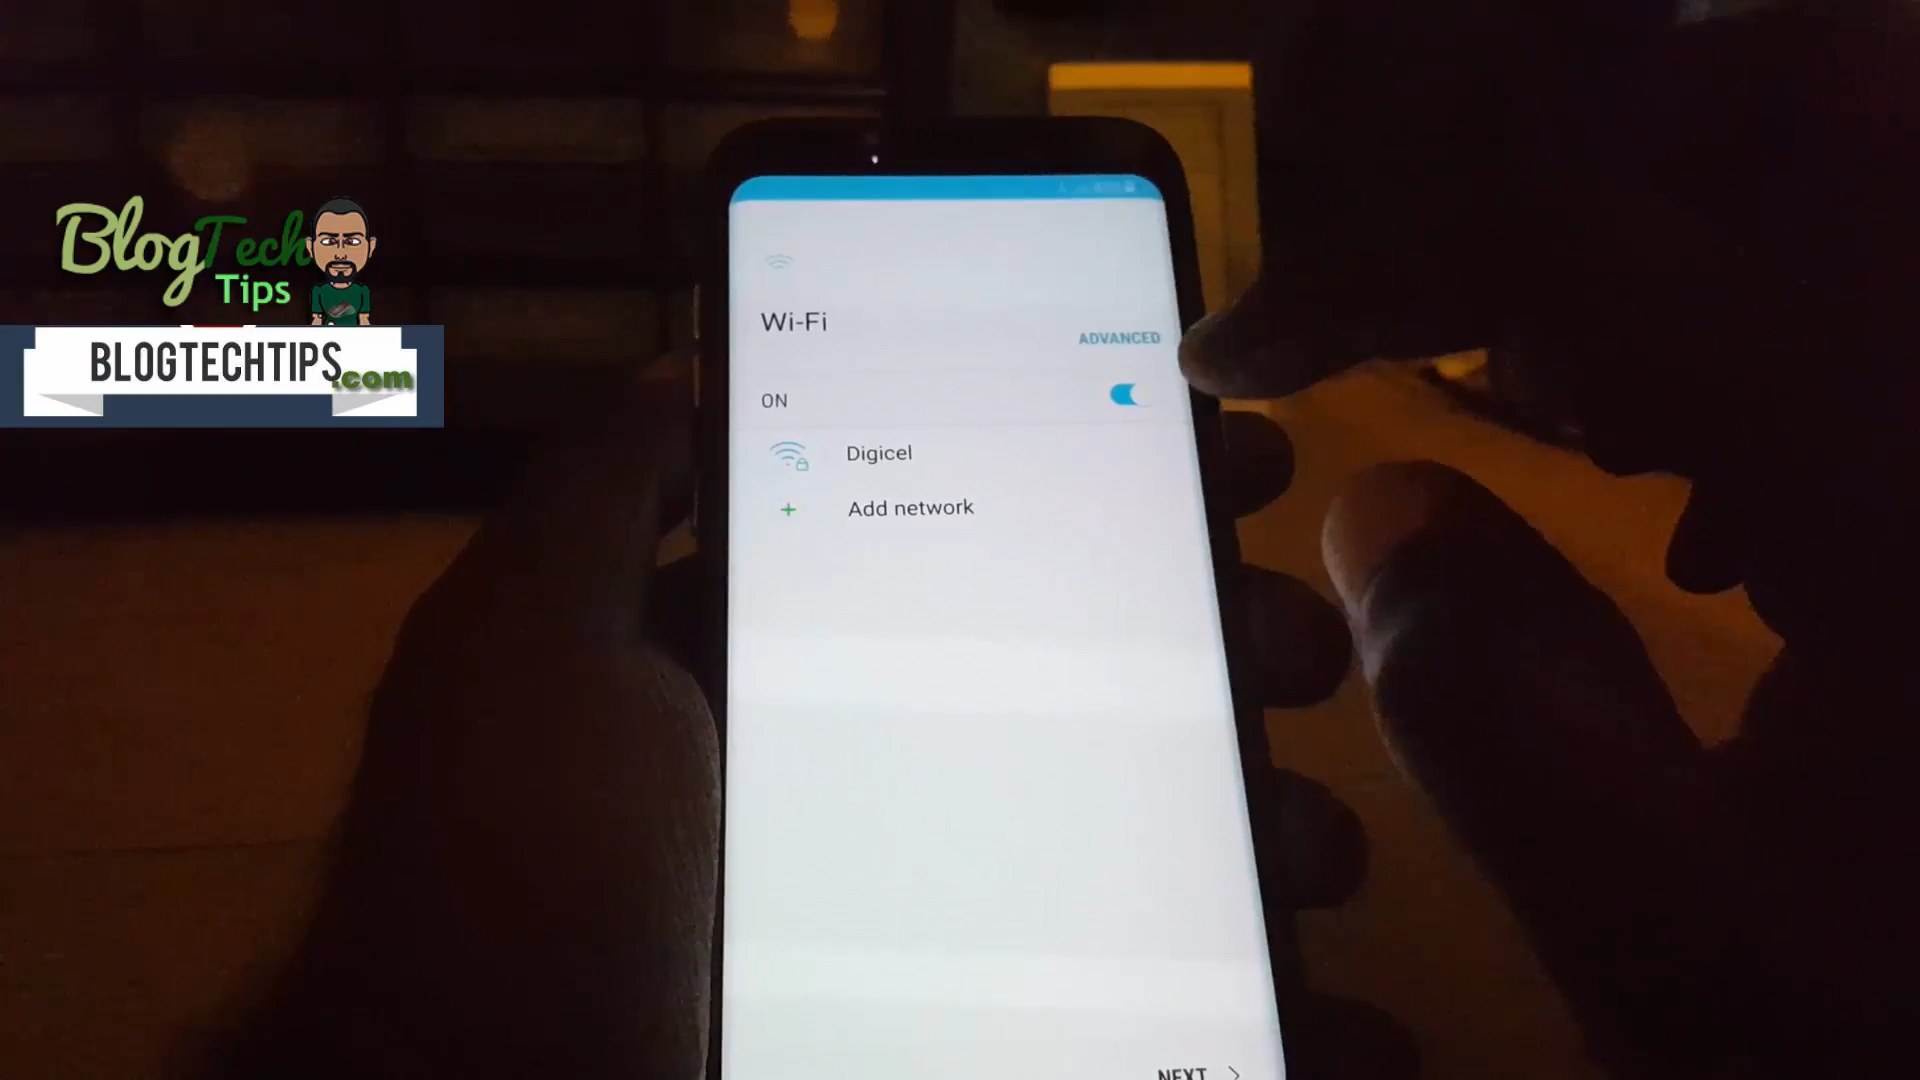 BlogTech
Tips
BLOGTECHTIPS.com
Wi-Fi
ADVANCED
ON
Digicel
+ Add network
NEXT >